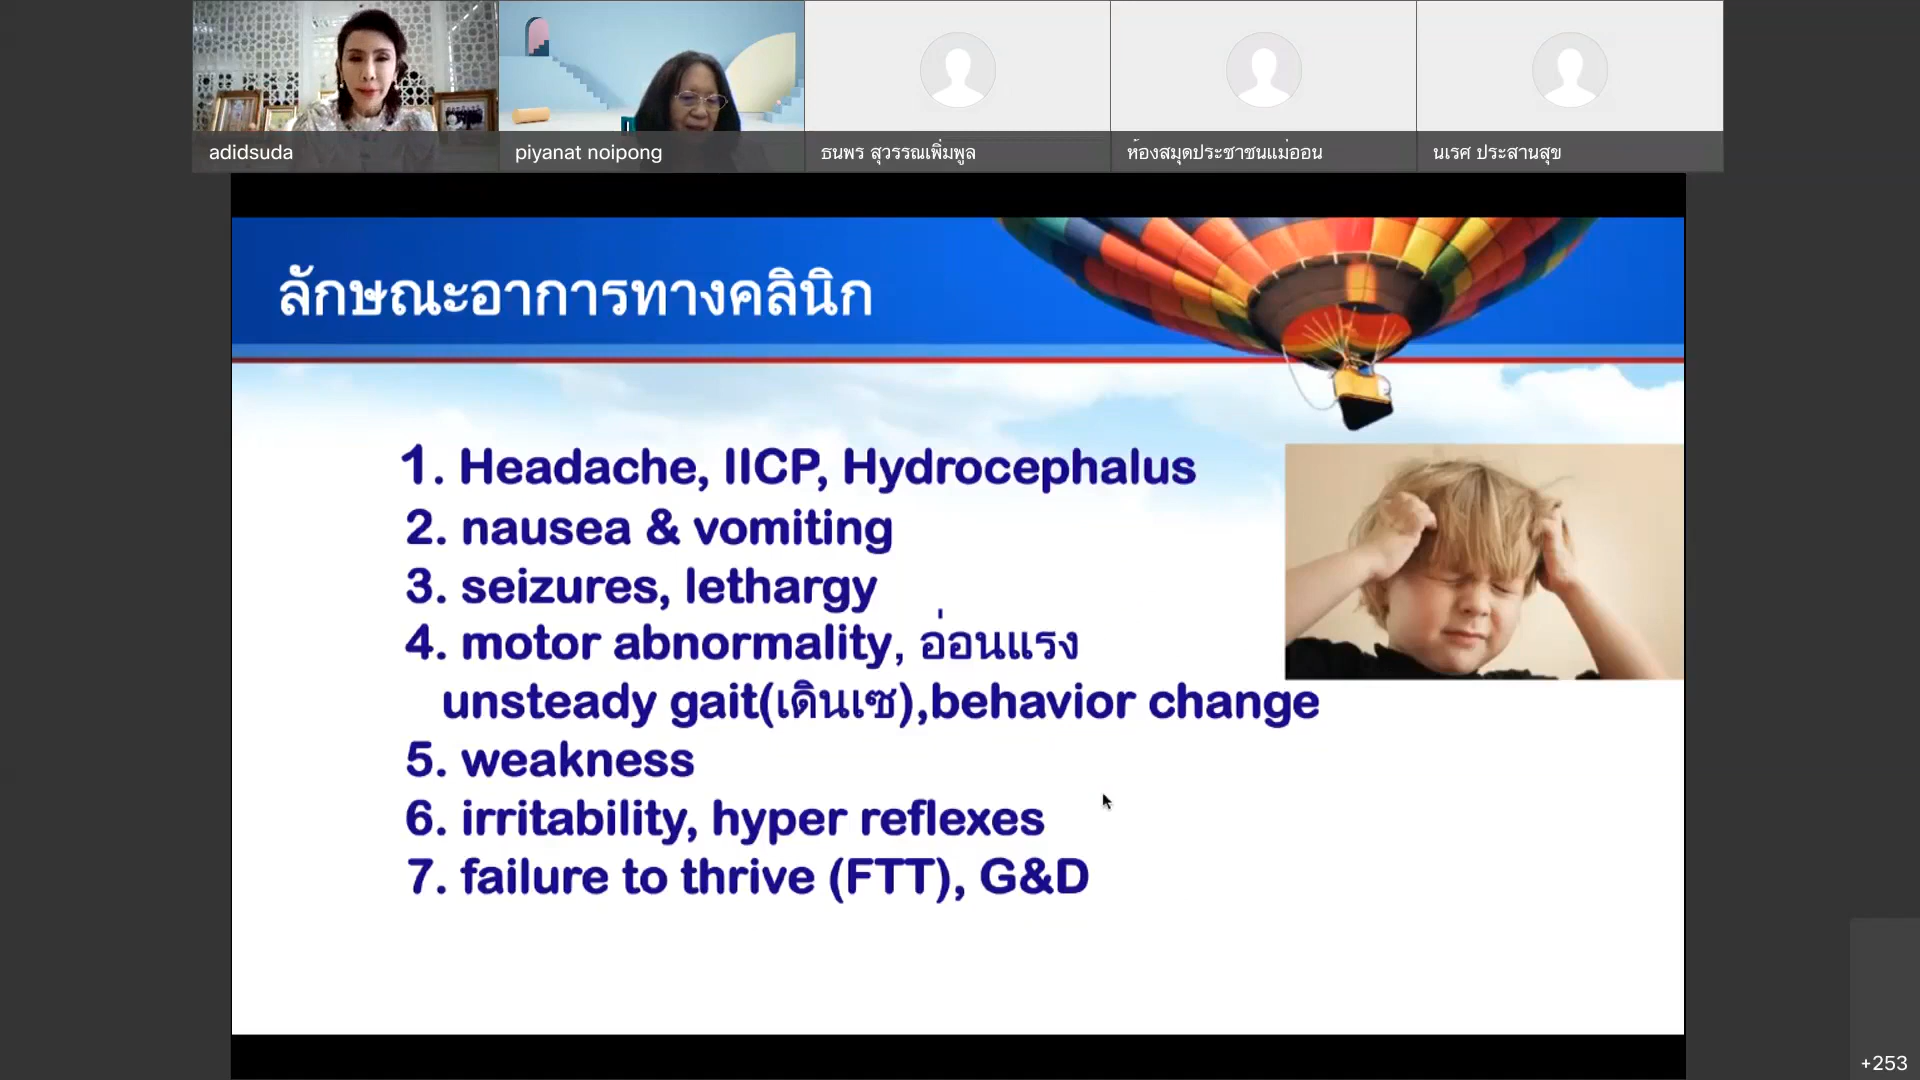 adidsuda
piyanat noipong
ธนพร สุวรรณเพิ่มพูล
ห้องสมุดประชาชนแม่ออน
นเรศ ประสานสุข
ลักษณะอาการทางคลินิก
1. Headache, IICP, Hydrocephalus
2. nausea & vomiting
3. seizures, lethargy
4. motor abnormality, อ่อนแรง
unsteady gait(เดินเซ),behavior change
5. weakness
6. irritability, hyper reflexes
7. failure to thrive (FTT), G&D
+253